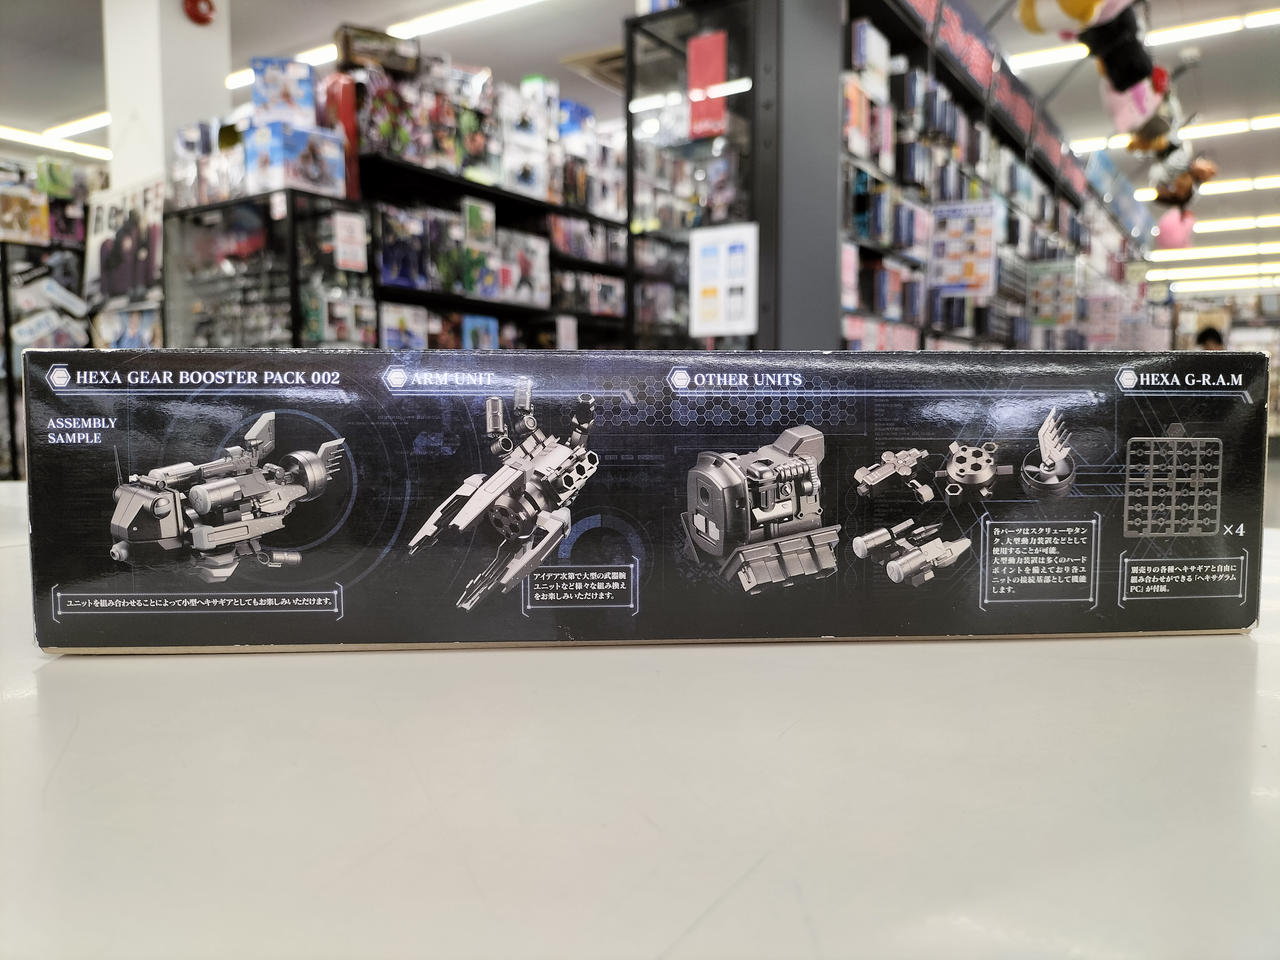 HEXA GEAR BOOSTER PACK 002
ASSEMBLY
SAMPLE
ユニットを組み合わせることによって小型ヘキサギアとしてもお楽しみいただけます。
ARM UNIT
アイデア次第で大型の武器腕
ユニットなど様々な組み換え
をお楽しみいただけます。
OTHER UNITS
各パーツはスタリューやタン
ク、大型動力装置などとして
使用することが可能。
大型動力装置は多くのハード
ポイントを備えており各ユ
ニットの接続基部として機能
します。
HEXA G-R.A.M
×4
別売りの各種ヘキサギアと自由に
組み合わせができる「ヘキサグラム
PC」が付属。